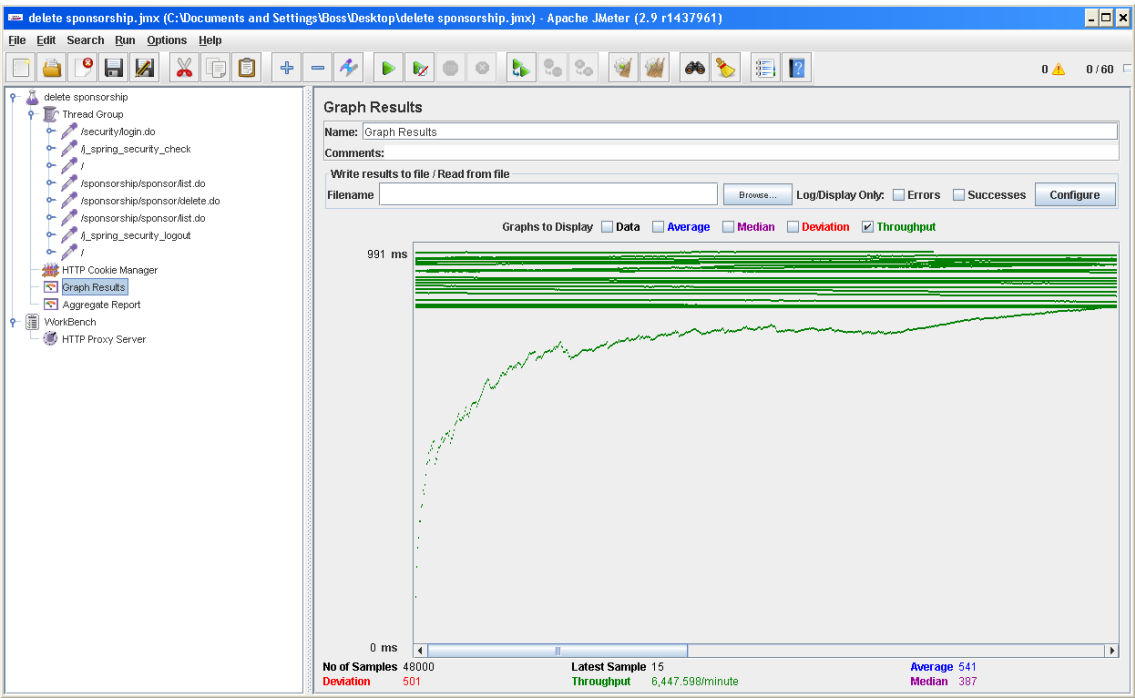 delete sponsorship.jmx (C:\Documents and Settings\Boss\Desktop\delete sponsorship.jmx) - Apache JMeter (2.9 r1437961)
File Edit Search Run Options Help
0 0 / 60
delete sponsorship
Thread Group
/security/login.do
/j_spring_security_check
/
/sponsorship/sponsor/list.do
/sponsorship/sponsor/delete.do
/sponsorship/sponsor/list.do
/j_spring_security_logout
/
HTTP Cookie Manager
Graph Results
Aggregate Report
WorkBench
HTTP Proxy Server
Graph Results
Name: Graph Results
Comments:
Write results to file / Read from file
Filename Browse... Log/Display Only: Errors Successes Configure
Graphs to Display Data Average Median Deviation Throughput
991 ms
0 ms
No of Samples 48000 Latest Sample 15 Average 541
Deviation 501 Throughput 6,447.598/minute Median 387